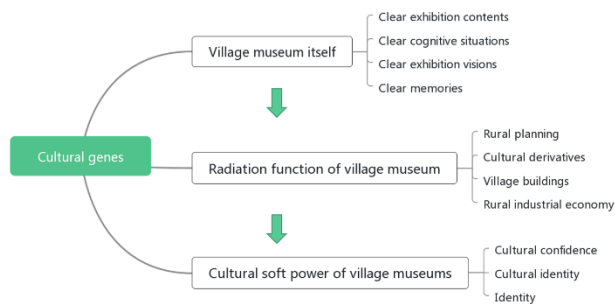 Cultural genes
Village museum itself
Clear exhibition contents
Clear cognitive situations
Clear exhibition visions
Clear memories
Radiation function of village museum
Rural planning
Cultural derivatives
Village buildings
Rural industrial economy
Cultural soft power of village museums
Cultural confidence
Cultural identity
Identity